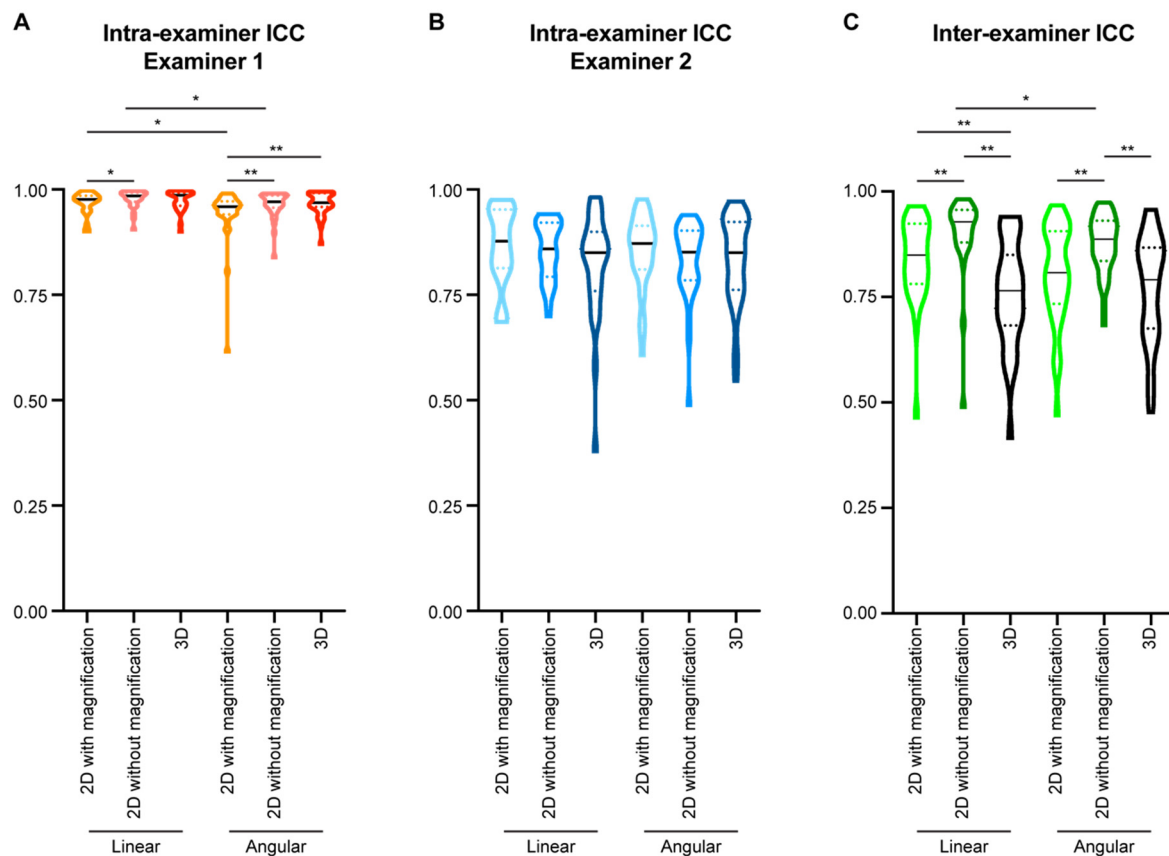 A
Intra-examiner ICC
Examiner 1
*
*
*
**
**
1.00
0.75
0.50
0.25
0.00
2D with magnification
2D without magnification
3D
2D with magnification
2D without magnification
3D
Linear
Angular
B
Intra-examiner ICC
Examiner 2
1.00
0.75
0.50
0.25
0.00
2D with magnification
2D without magnification
3D
2D with magnification
2D without magnification
3D
Linear
Angular
C
Inter-examiner ICC
*
**
**
**
**
**
1.00
0.75
0.50
0.25
0.00
2D with magnification
2D without magnification
3D
2D with magnification
2D without magnification
3D
Linear
Angular